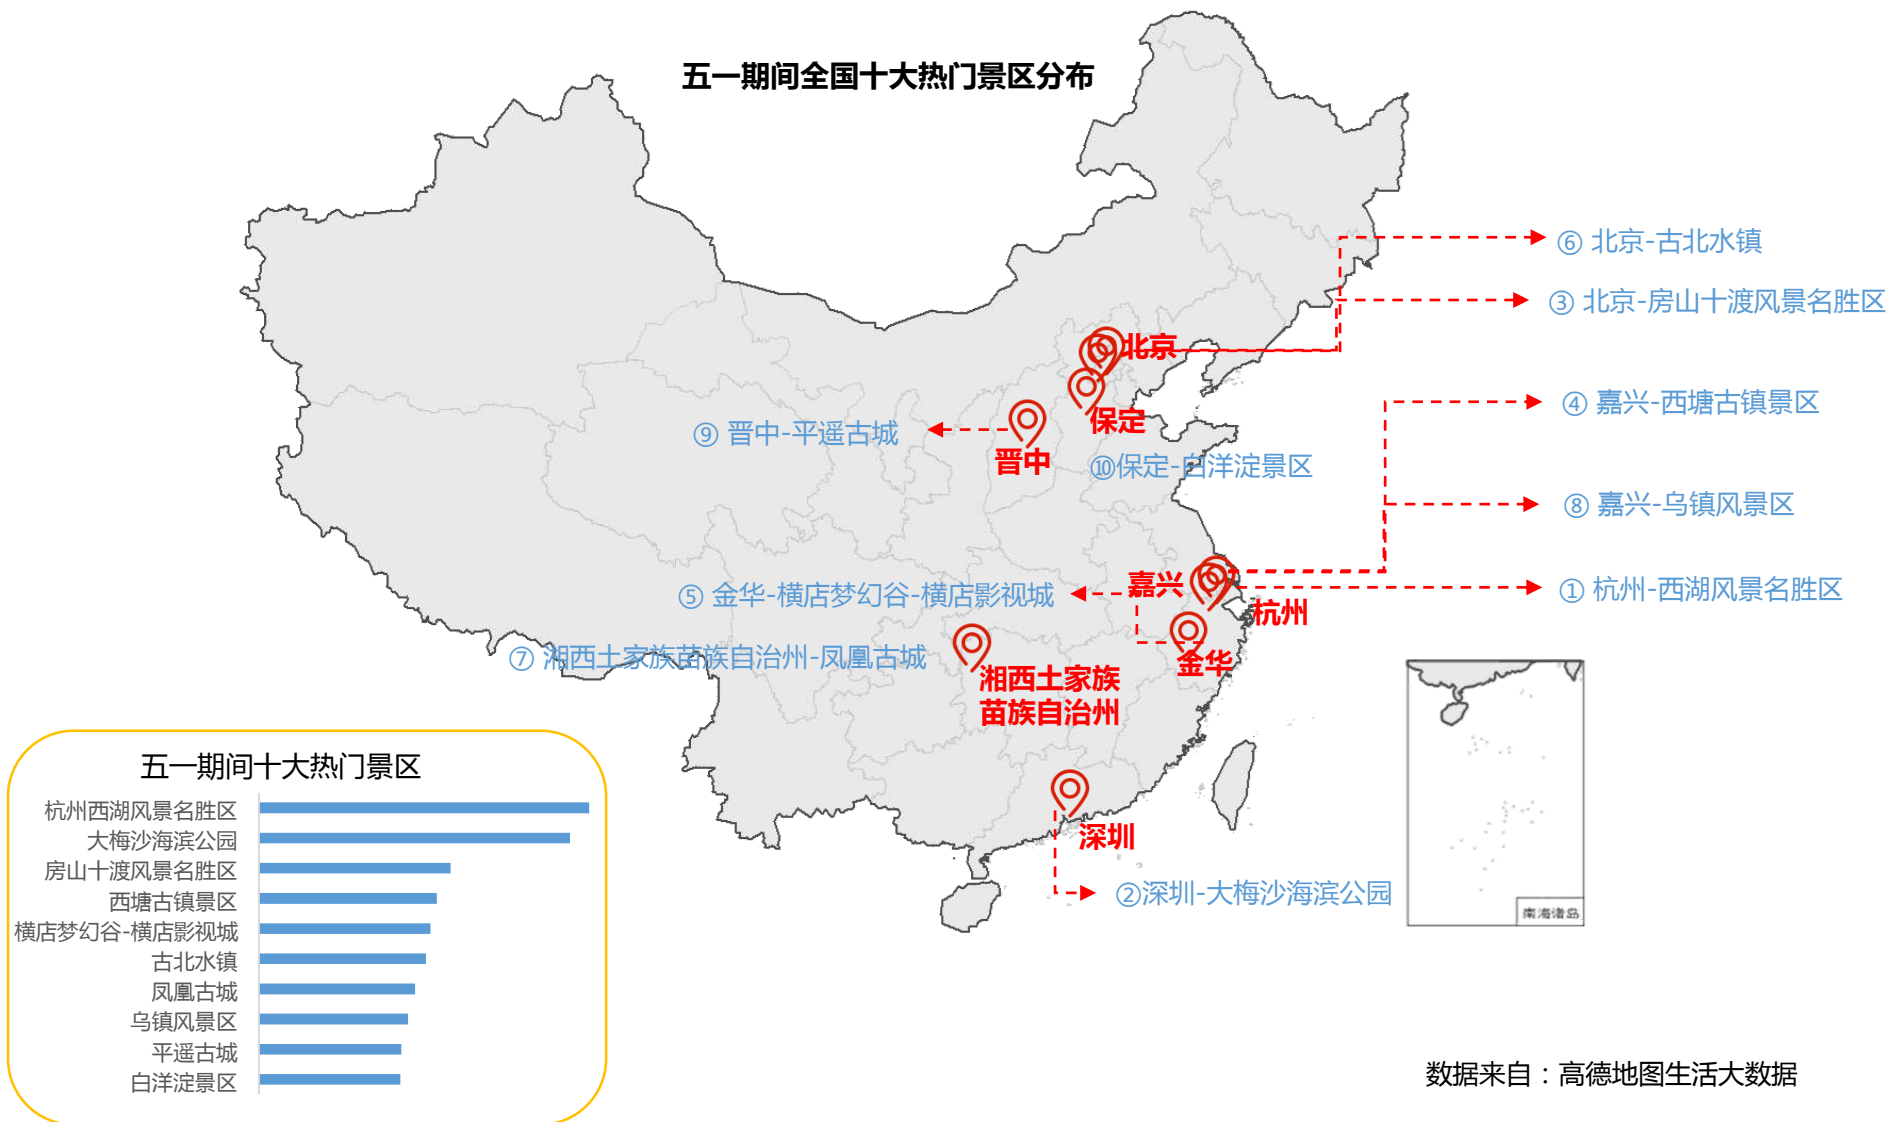 五一期间全国十大热门景区分布
⑥ 北京-古北水镇
③ 北京-房山十渡风景名胜区
北京
④ 嘉兴-西塘古镇景区
保定
⑨ 晋中-平遥古城
晋中
⑩保定-白洋淀景区
⑧ 嘉兴-乌镇风景区
嘉兴
⑤ 金华-横店梦幻谷-横店影视城
① 杭州-西湖风景名胜区
杭州
⑦ 湘西土家族苗族自治州-凤凰古城
金华
湘西土家族
苗族自治州
深圳
②深圳-大梅沙海滨公园
南海诸岛
五一期间十大热门景区
杭州西湖风景名胜区
大梅沙海滨公园
房山十渡风景名胜区
西塘古镇景区
横店梦幻谷-横店影视城
古北水镇
凤凰古城
乌镇风景区
平遥古城
白洋淀景区
数据来自：高德地图生活大数据